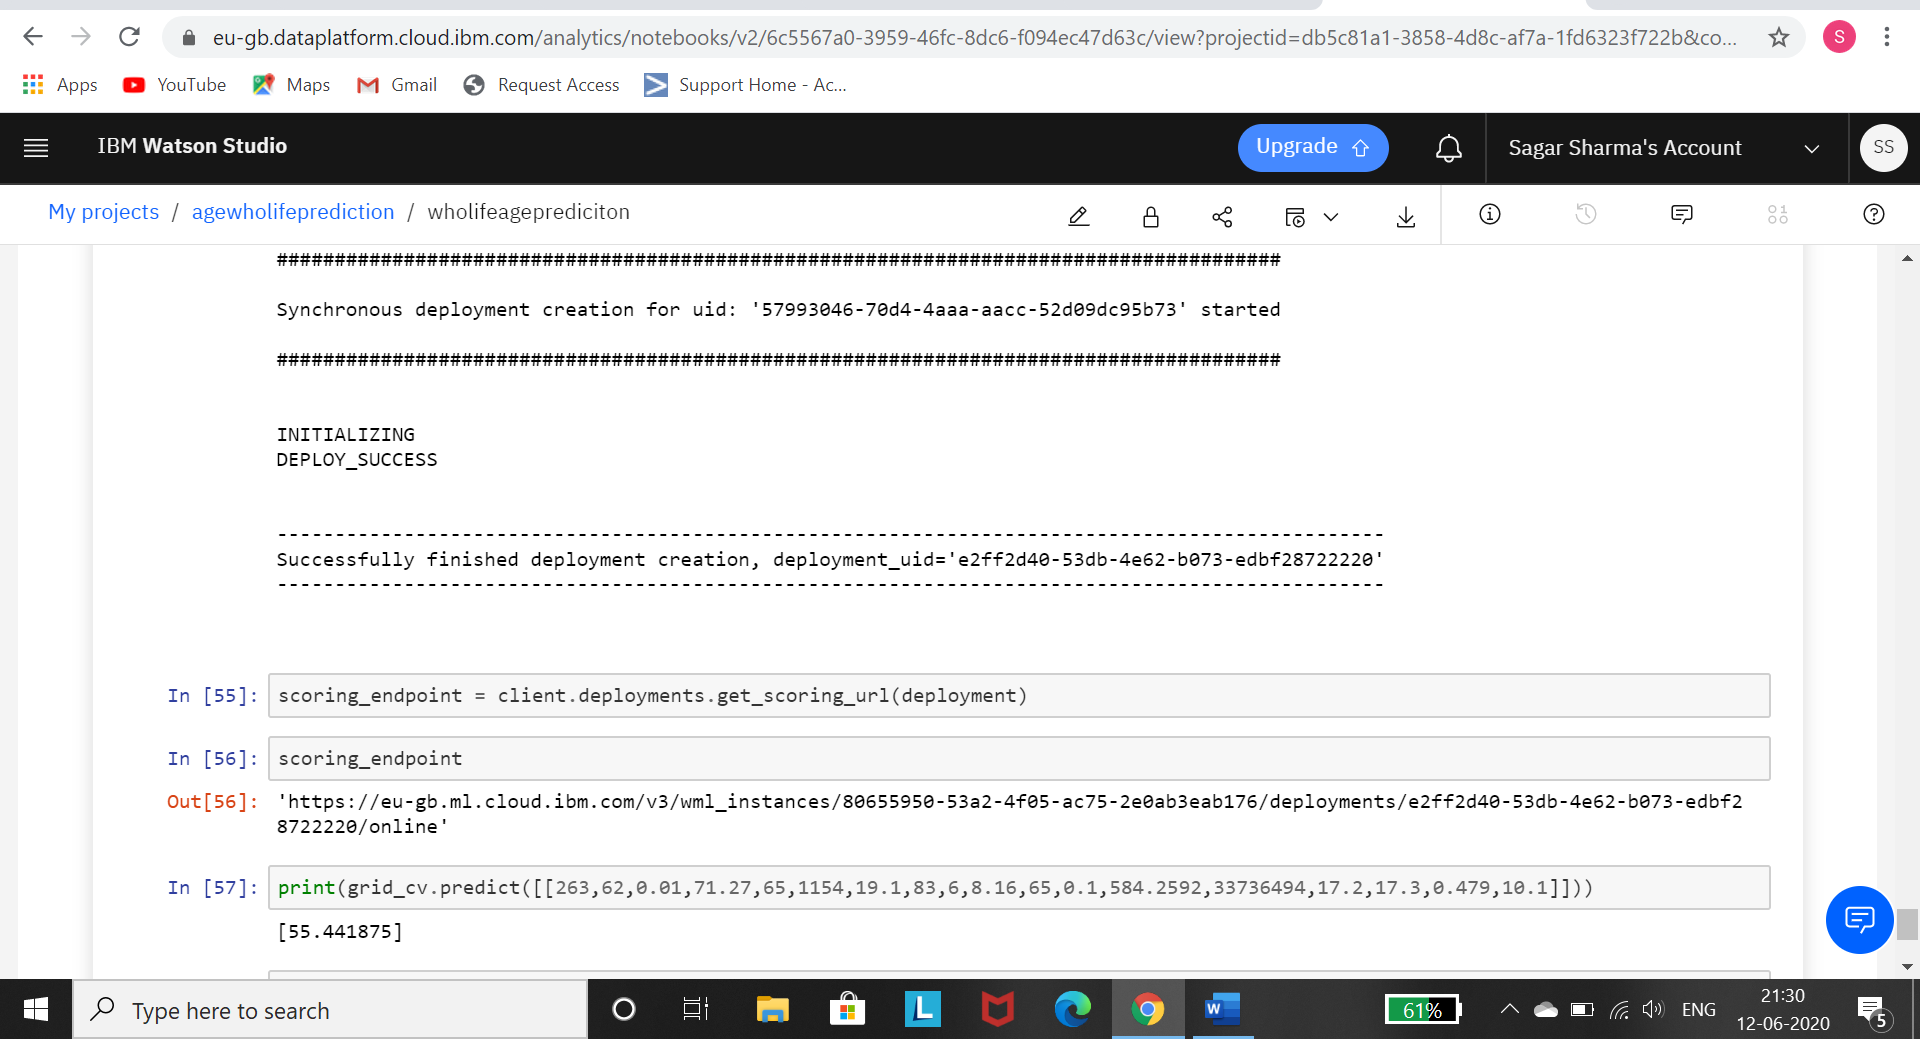 eu-gb.dataplatform.cloud.ibm.com/analytics/notebooks/v2/6c5567a0-3959-46fc-8dc6-f094ec47d63c/view?projectid=db5c81a1-3858-4d8c-af7a-1fd6323f722b&co...
S
Apps YouTube Maps Gmail Request Access Support Home - Ac...
IBM Watson Studio Upgrade Sagar Sharma's Account SS
My projects / agewholifeprediction / wholifeageprediciton
#######################################################################################
Synchronous deployment creation for uid: '57993046-70d4-4aaa-aacc-52d09dc95b73' started
#######################################################################################
INITIALIZING
DEPLOY_SUCCESS
------------------------------------------------------------------------------------------------
Successfully finished deployment creation, deployment_uid='e2ff2d40-53db-4e62-b073-edbf28722220'
------------------------------------------------------------------------------------------------
In [55]: scoring_endpoint = client.deployments.get_scoring_url(deployment)
In [56]: scoring_endpoint
Out[56]: 'https://eu-gb.ml.cloud.ibm.com/v3/wml_instances/80655950-53a2-4f05-ac75-2e0ab3eab176/deployments/e2ff2d40-53db-4e62-b073-edbf2
8722220/online'
In [57]: print(grid_cv.predict([[263,62,0.01,71.27,65,1154,19.1,83,6,8.16,65,0.1,584.2592,33736494,17.2,17.3,0.479,10.1]]))
[55.441875]
Type here to search
61%
ENG
21:30
12-06-2020
5